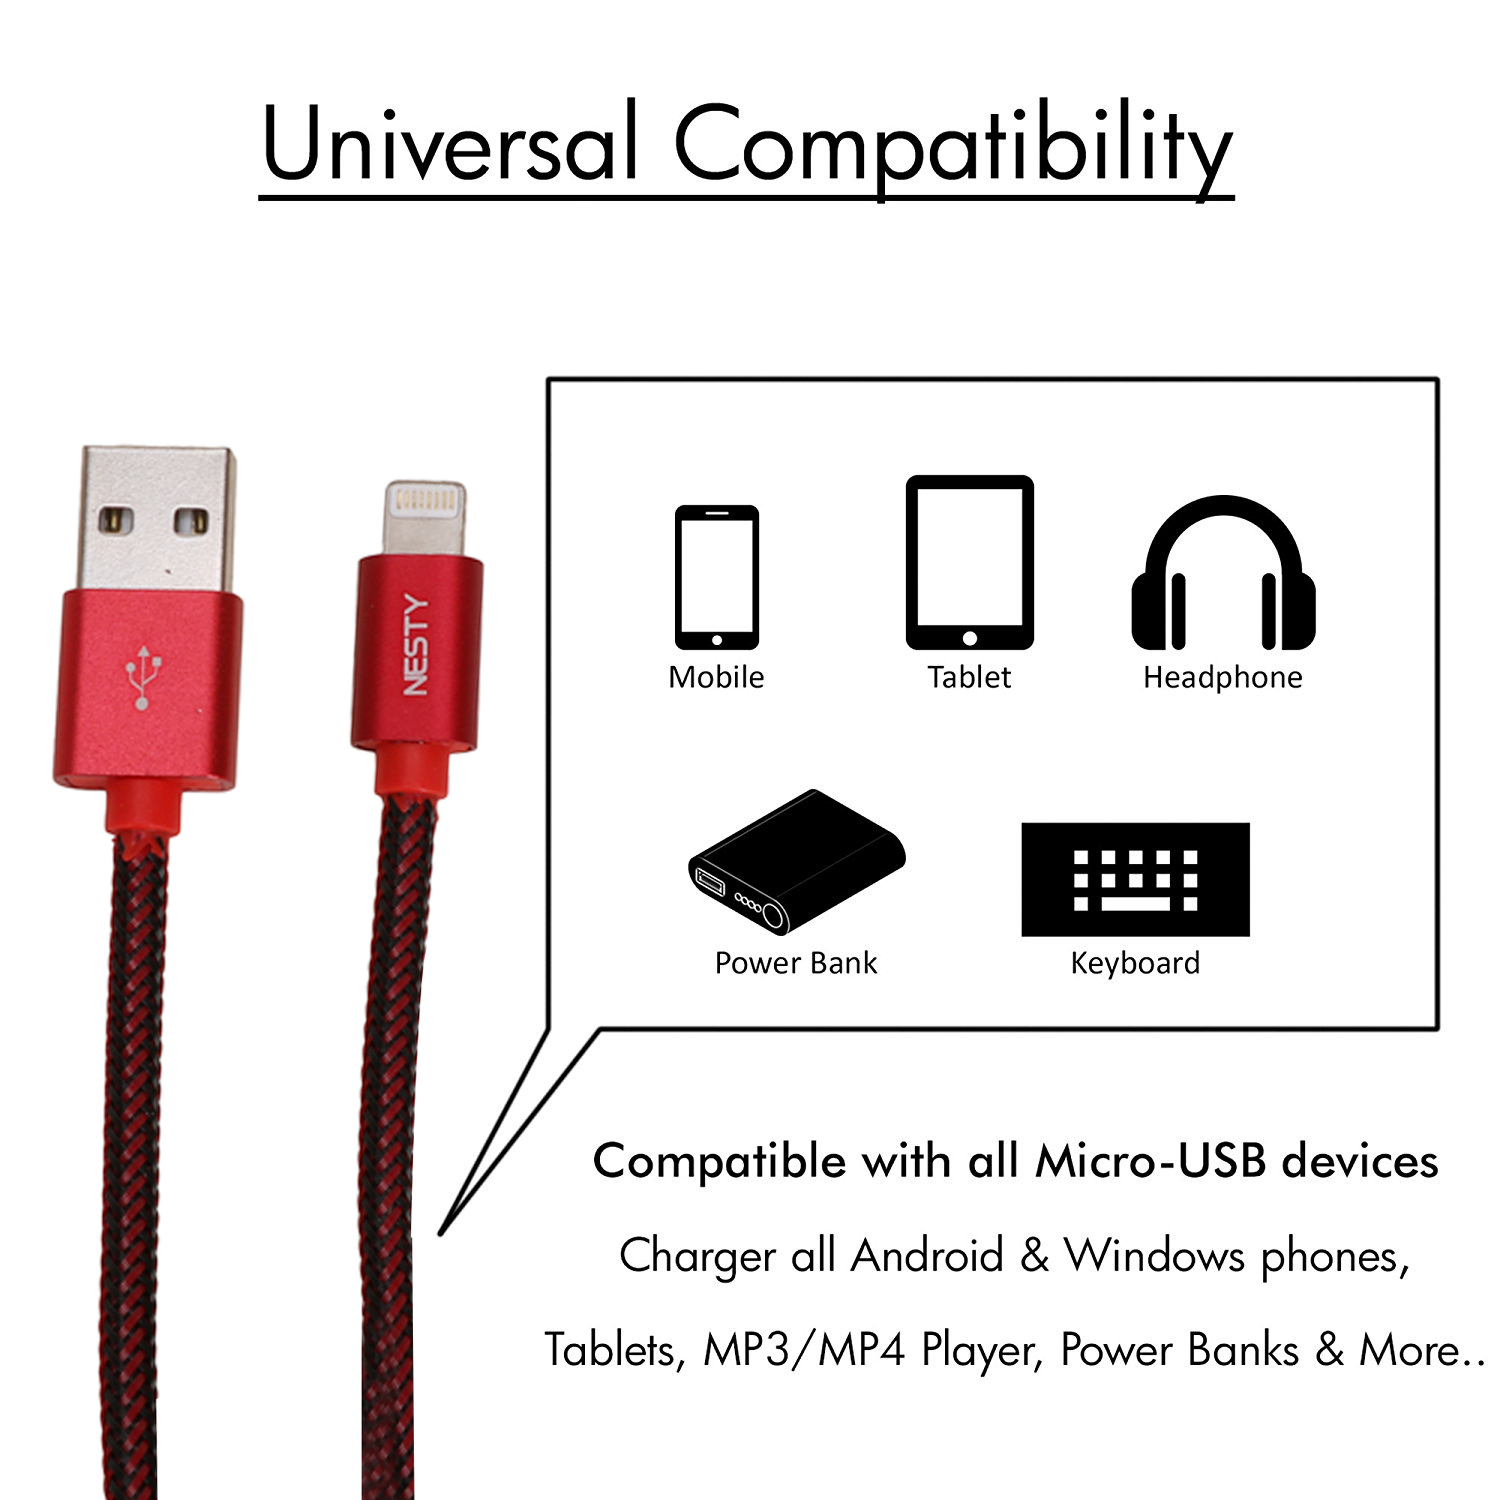 Universal Compatibility
NESTY
Mobile
Tablet
Headphone
Power Bank
Keyboard
Compatible with all Micro-USB devices
Charger all Android & Windows phones,
Tablets, MP3/MP4 Player, Power Banks & More..